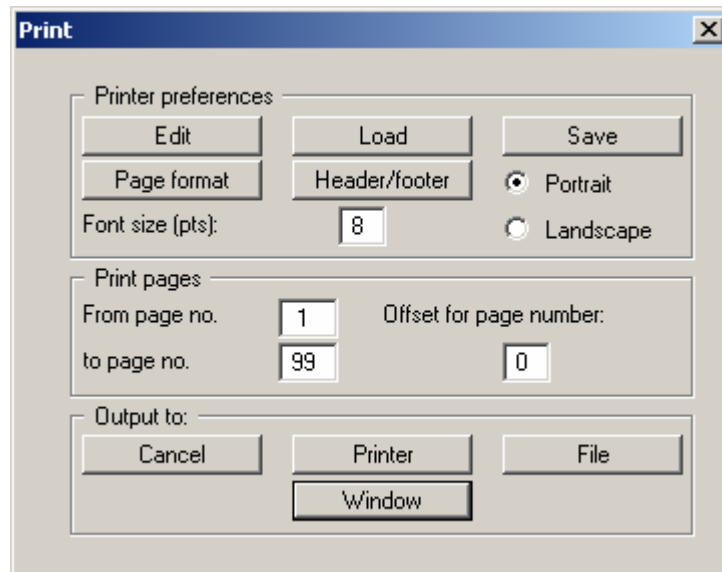 Print
Printer preferences
Edit Load Save
Page format Header/footer Portrait
Font size (pts): 8 Landscape
Print pages
From page no. 1 Offset for page number:
to page no. 99 0
Output to:
Cancel Printer File
Window